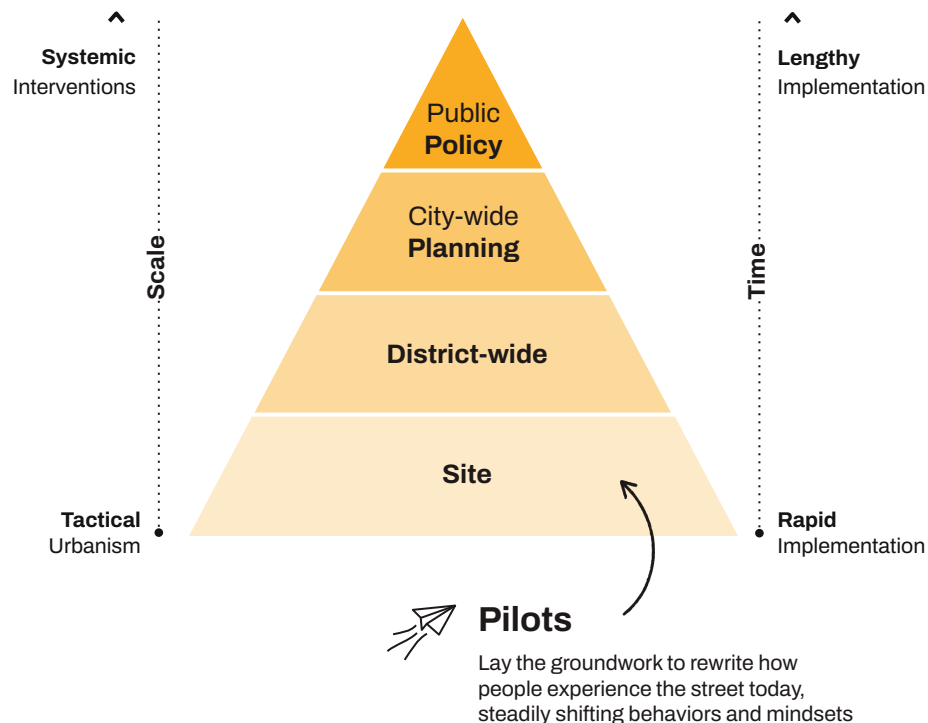 Systemic
Interventions
Lengthy
Implementation
Public
Policy
City-wide
Planning
Scale
Time
District-wide
Site
Tactical
Urbanism
Rapid
Implementation
Pilots
Lay the groundwork to rewrite how
people experience the street today,
steadily shifting behaviors and mindsets